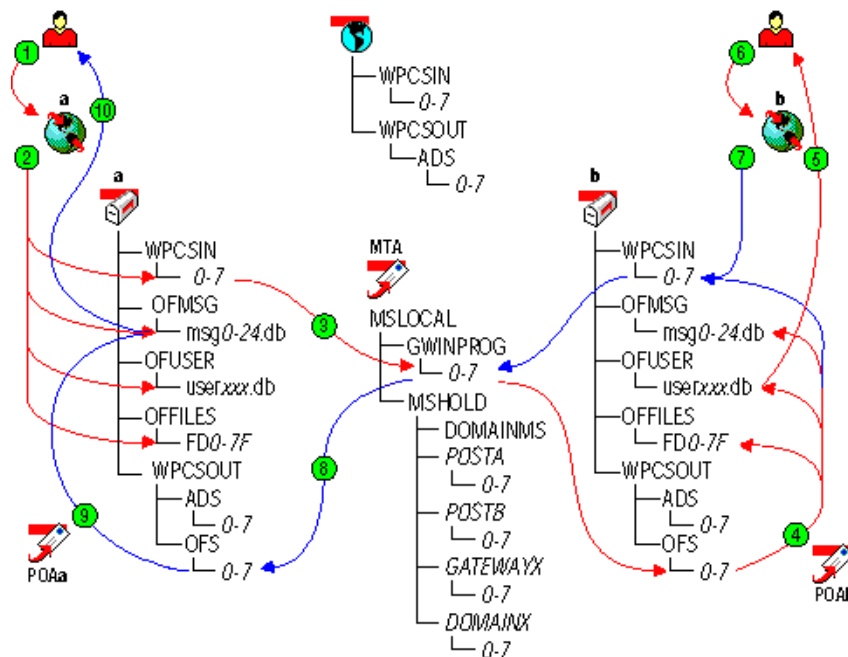 1
6
WPCSIN
0-7
WPCSOUT
ADS
0-7
a
10
b
2
7
5
a
WPCSIN
0-7
OFMSG
msg0-24.db
OFUSER
userxxx.db
OFFILES
FD0-7F
WPCSOUT
ADS
0-7
OFS
0-7
9
POAa
3
MTA
MSLOCAL
GWINPROG
0-7
MSHOLD
DOMAINMS
POSTA
0-7
POSTB
0-7
GATEWAYX
0-7
DOMAINX
0-7
8
b
WPCSIN
0-7
OFMSG
msg0-24.db
OFUSER
userxxx.db
OFFILES
FD0-7F
WPCSOUT
ADS
0-7
OFS
0-7
4